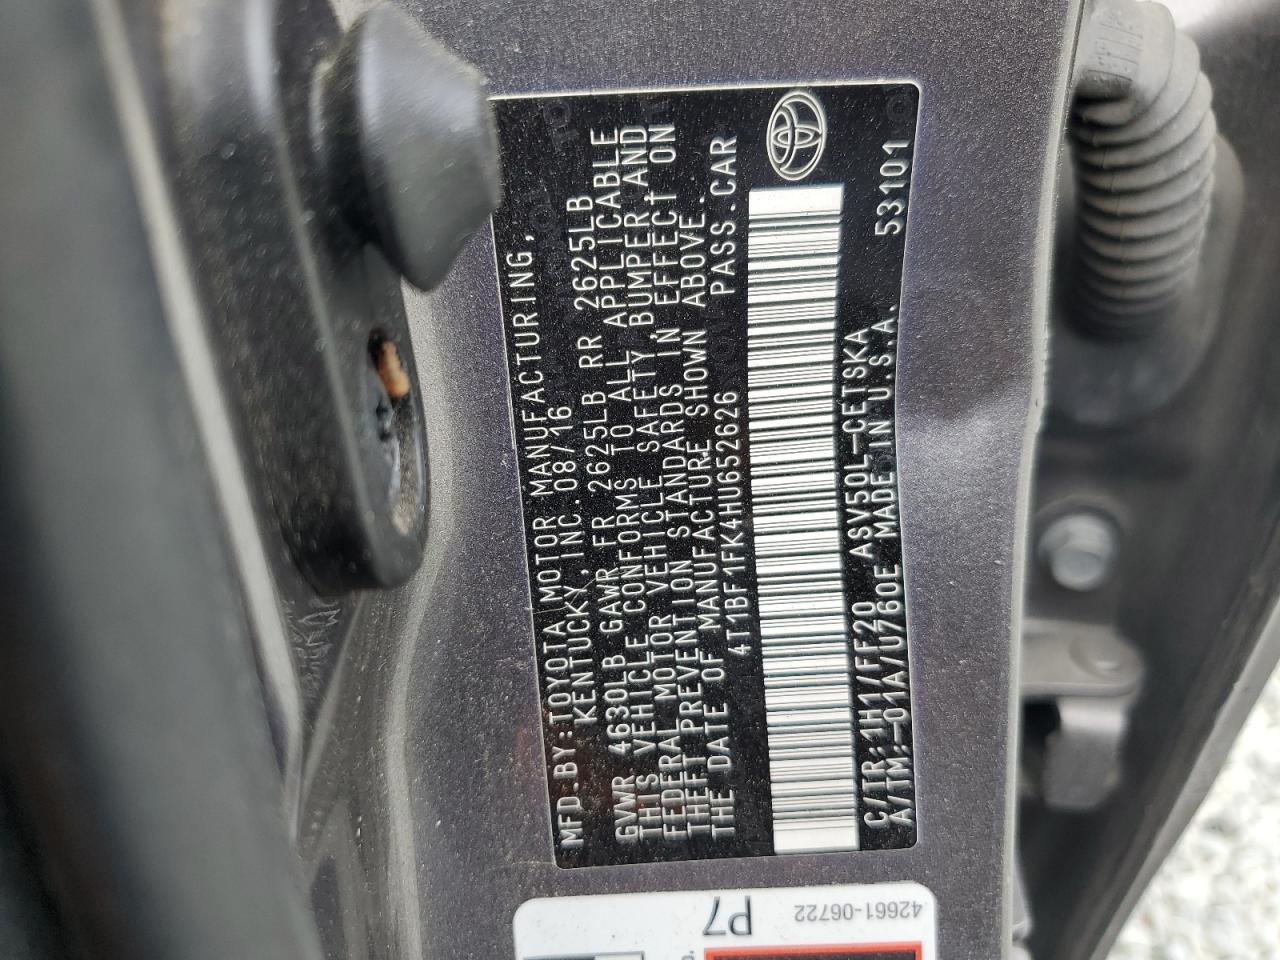 MFD.BY:TOYOTA MOTOR MANUFACTURING,
KENTUCKY,INC.08/16
GVWR 4630LB GAWR FR 2625LB RR 2625LB
THIS VEHICLE CONFORMS TO ALL APPLICABLE
FEDERAL MOTOR VEHICLE SAFETY,BUMPER,AND
THEFT PREVENTION STANDARDS IN EFFECT ON
THE DATE OF MANUFACTURE SHOWN ABOVE.
4T1BF1FK4HU652626 PASS.CAR
C/TR:1H1/FF20 ASV50L-CETSKA 53101
A/TM:-01A/U760E MADE IN U.S.A.
42661-06722
P7